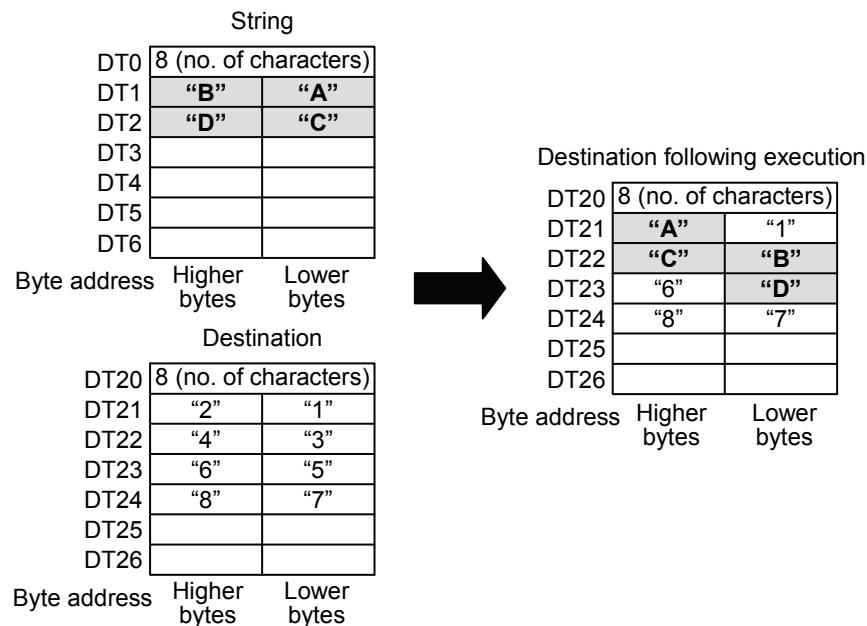 String
DT0 8 (no. of characters)
DT1 “B” “A”
DT2 “D” “C”
DT3
DT4
DT5
DT6
Byte address Higher bytes Lower bytes
Destination
DT20 8 (no. of characters)
DT21 “2” “1”
DT22 “4” “3”
DT23 “6” “5”
DT24 “8” “7”
DT25
DT26
Byte address Higher bytes Lower bytes
Destination following execution
DT20 8 (no. of characters)
DT21 “A” “1”
DT22 “C” “B”
DT23 “6” “D”
DT24 “8” “7”
DT25
DT26
Byte address Higher bytes Lower bytes